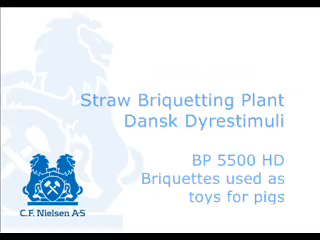 Straw Briquetting Plant
Dansk Dyrestimuli
BP 5500 HD
Briquettes used as
toys for pigs
C.F. Nielsen A·S